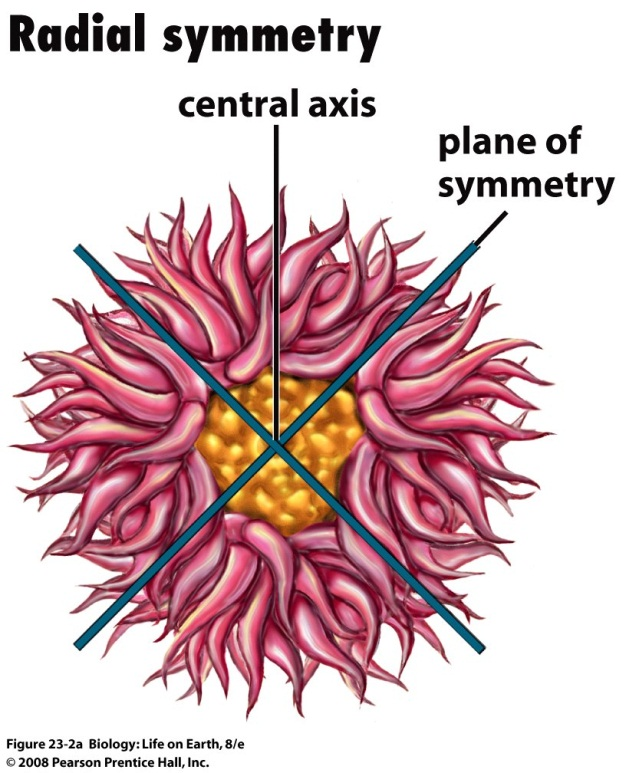 Radial symmetry
central axis
plane of
symmetry
Figure 23-2a Biology: Life on Earth, 8/e
© 2008 Pearson Prentice Hall, Inc.